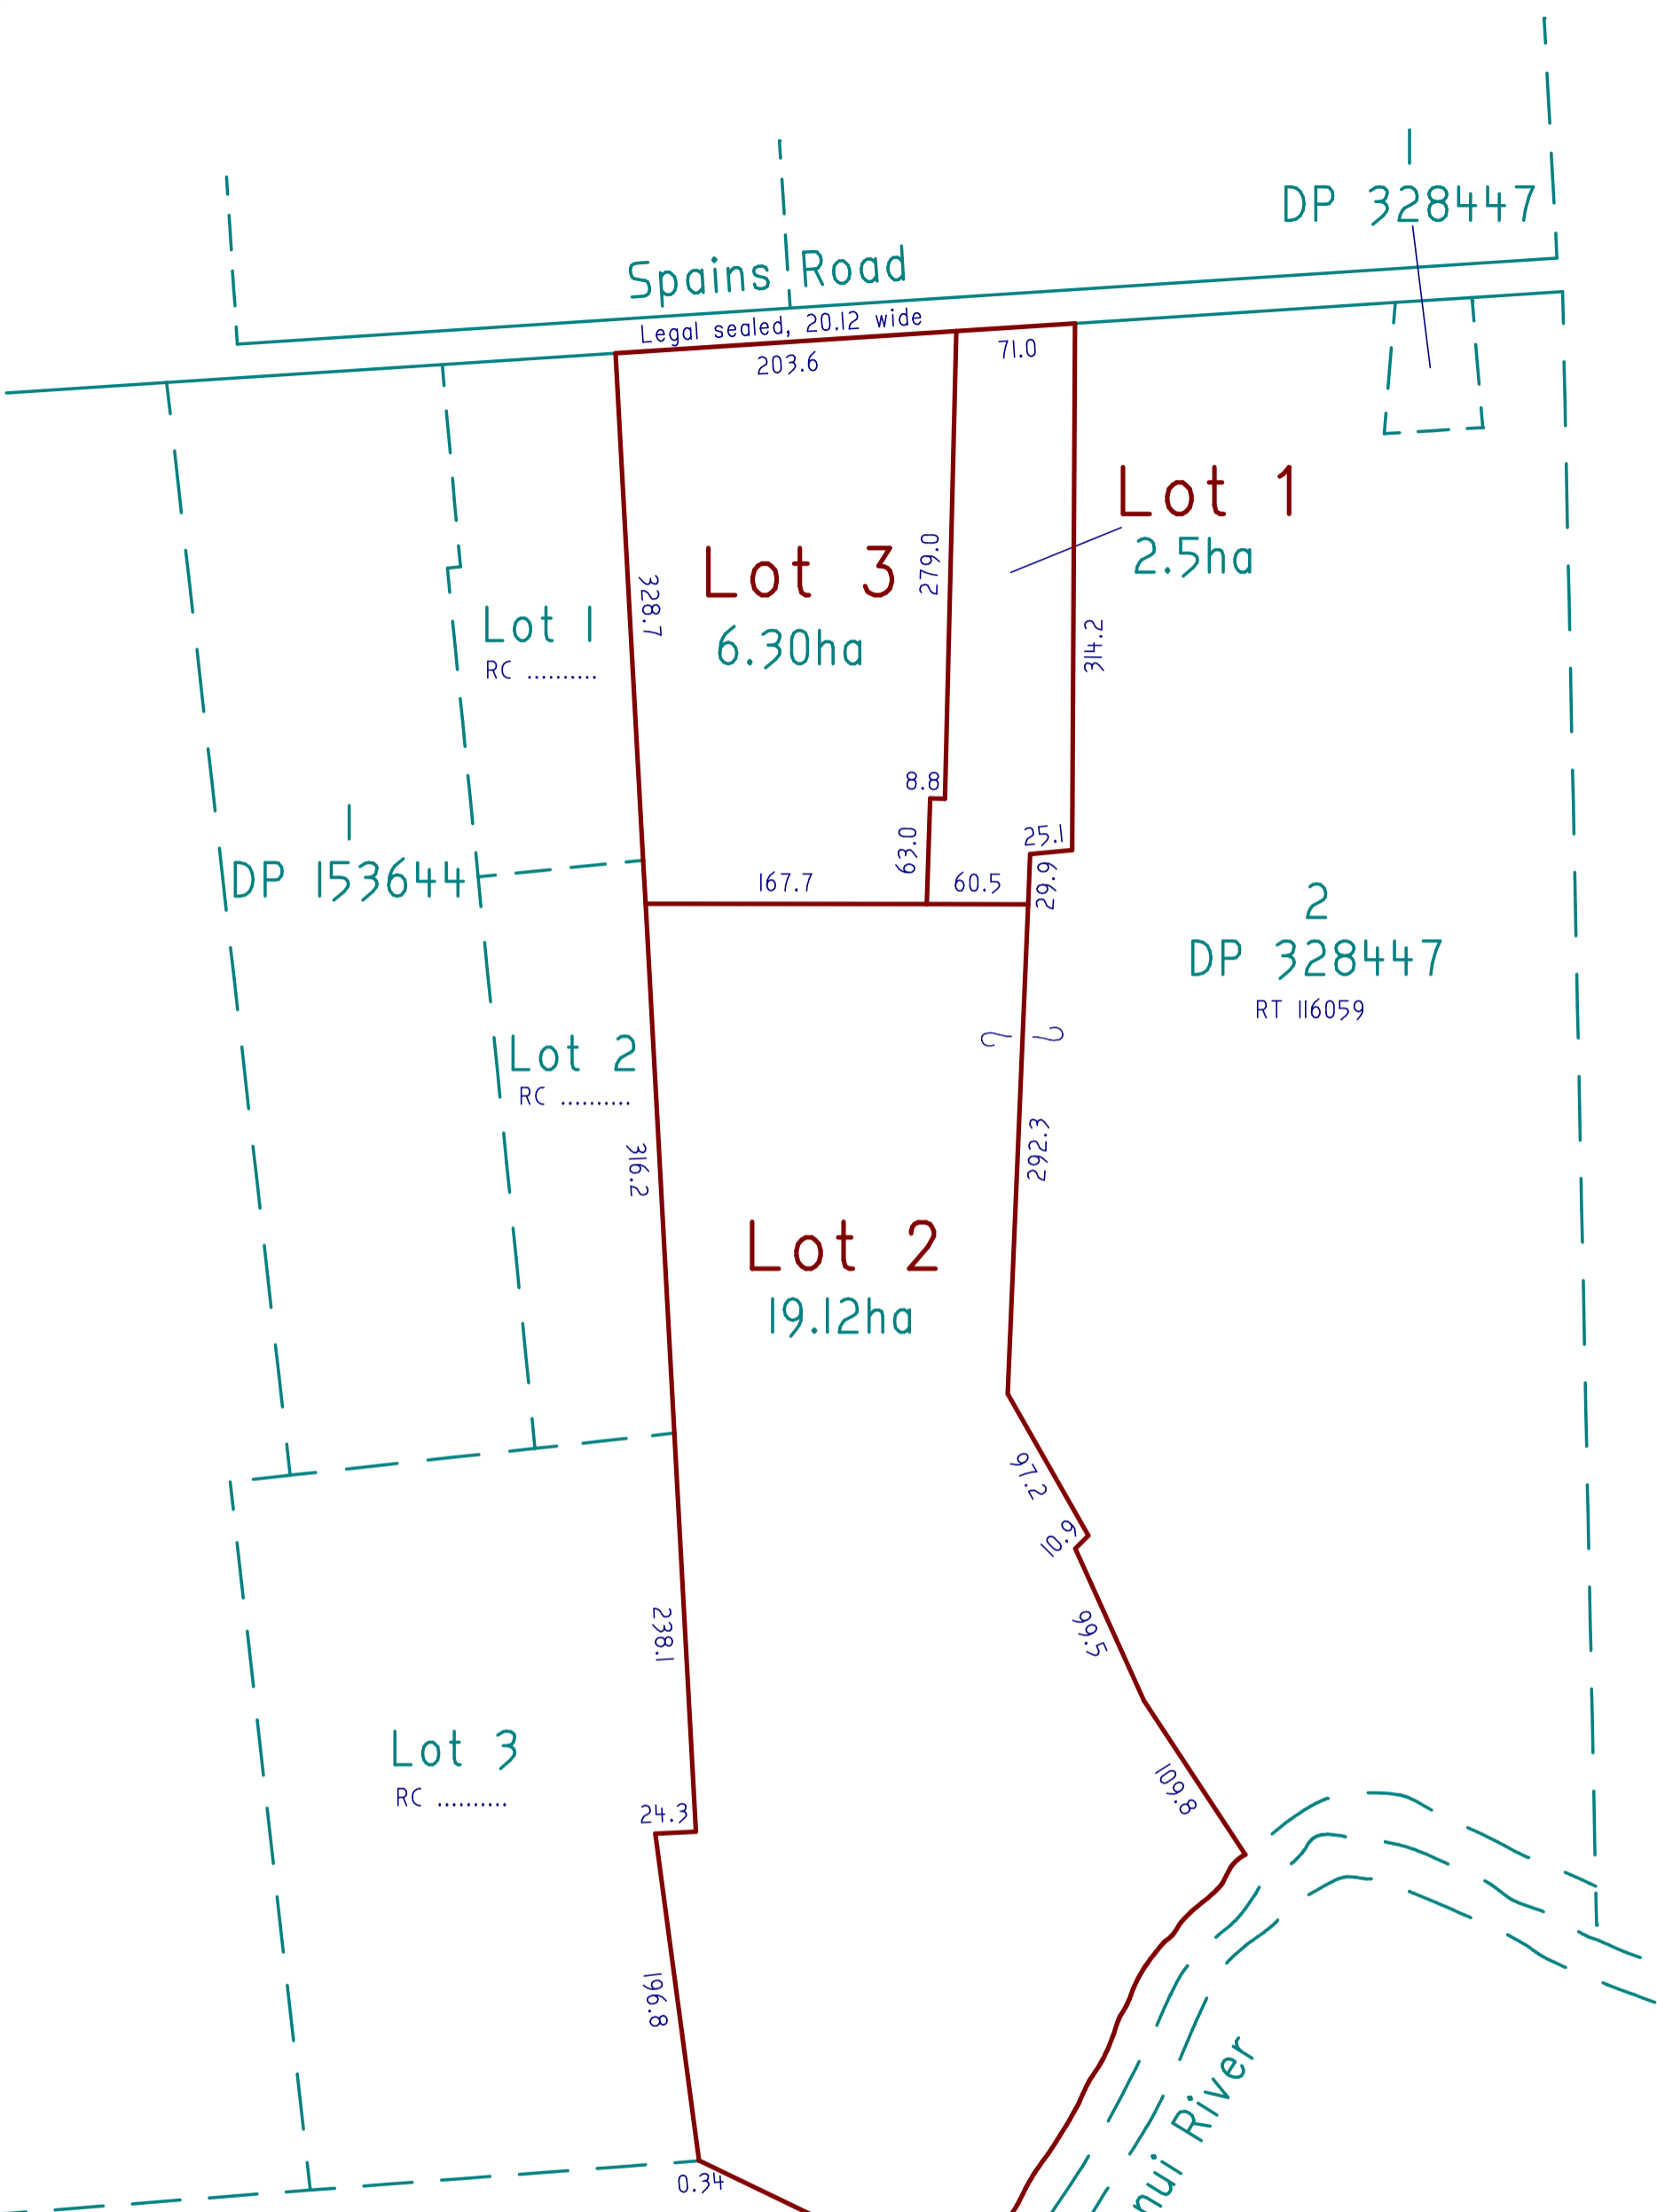 DP 328447
Spains Road
Legal sealed, 20.12 wide
203.6
71.0
Lot 1
2.5ha
Lot 3
6.30ha
279.0
328.7
314.2
Lot 1
RC ..........
8.8
63.0
25.1
29.9
167.7
60.5
1
DP 153644
1
2
DP 328447
RT 116059
Lot 2
RC ..........
316.2
292.3
Lot 2
19.12ha
97.2
10.9
99.5
238.1
109.8
Lot 3
RC ..........
24.3
196.8
0.34
nui River